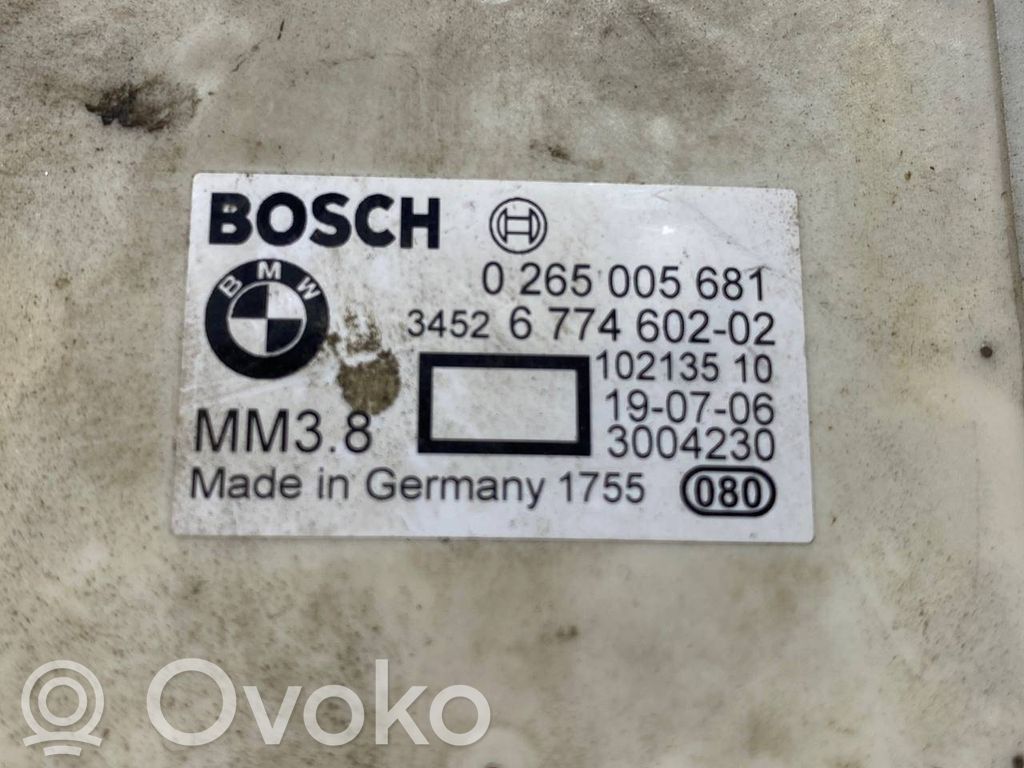 BOSCH
0 265 005 681
BMW
3452 6 774 602-02
102135 10
19-07-06
MM3.8
3004230
Made in Germany 1755 080
Ovoko